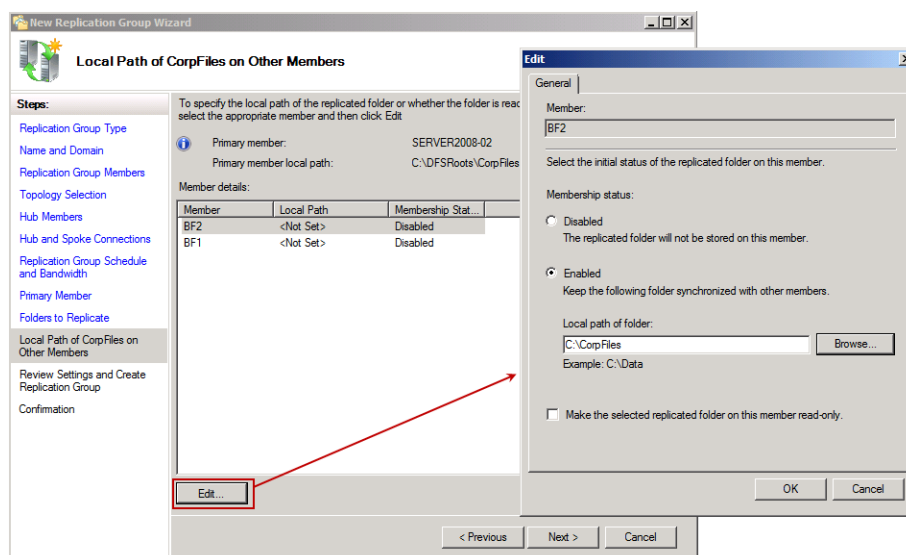 New Replication Group Wizard
Local Path of CorpFiles on Other Members
Steps:
Replication Group Type
Name and Domain
Replication Group Members
Topology Selection
Hub Members
Hub and Spoke Connections
Replication Group Schedule
and Bandwidth
Primary Member
Folders to Replicate
Local Path of CorpFiles on
Other Members
Review Settings and Create
Replication Group
Confirmation
To specify the local path of the replicated folder or whether the folder is read
select the appropriate member and then click Edit
Primary member: SERVER2008-02
Primary member local path: C:\DFSRoots\CorpFiles
Member details:
Member Local Path Membership Stat...
BF2 <Not Set> Disabled
BF1 <Not Set> Disabled
Edit...
< Previous Next > Cancel
Edit
General
Member:
BF2
Select the initial status of the replicated folder on this member.
Membership status:
Disabled
The replicated folder will not be stored on this member.
Enabled
Keep the following folder synchronized with other members.
Local path of folder:
C:\CorpFiles Browse...
Example: C:\Data
Make the selected replicated folder on this member read-only.
OK Cancel